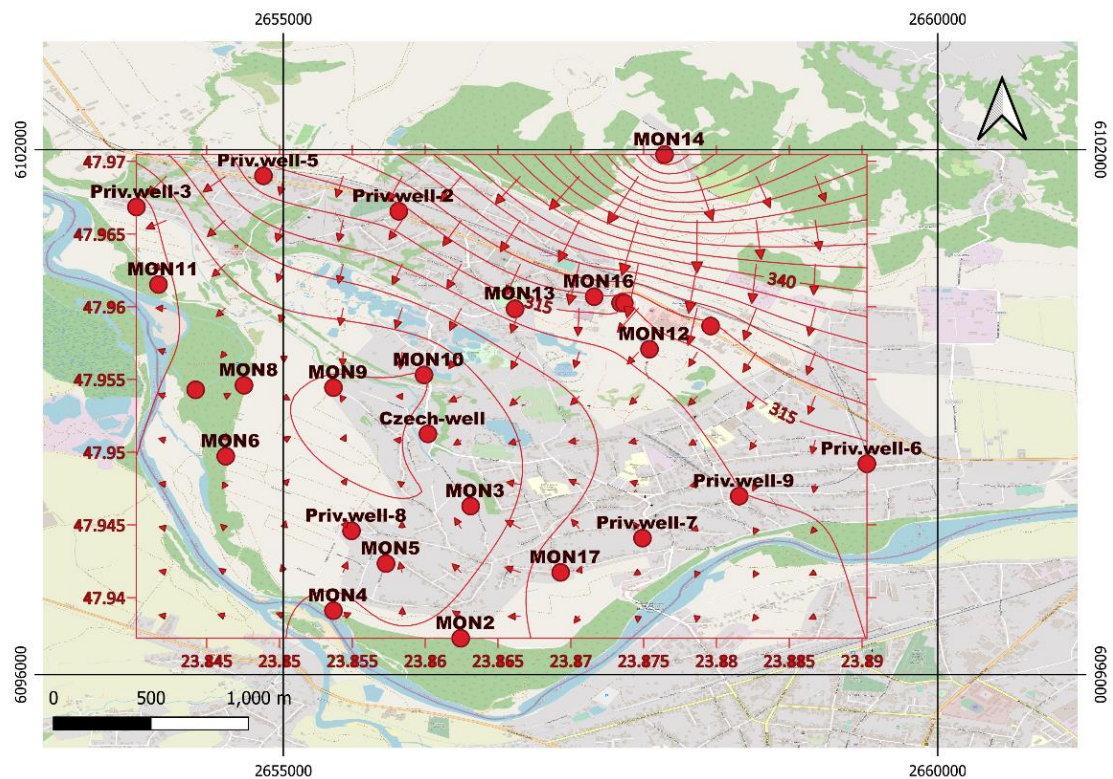 2655000
2660000
6102000
6102000
MON14
47.97
Priv.well-5
Priv.well-3
Priv.well-2
47.965
MON11
MON16
340
MON13
315
47.96
MON12
MON10
47.955
MON8
MON9
315
Czech-well
47.95
MON6
Priv.well-6
Priv.well-9
MON3
47.945
Priv.well-8
Priv.well-7
MON5
MON17
47.94
MON4
MON2
23.845
23.85
23.855
23.86
23.865
23.87
23.875
23.88
23.885
23.89
6096000
6096000
0
500
1,000 m
2655000
2660000